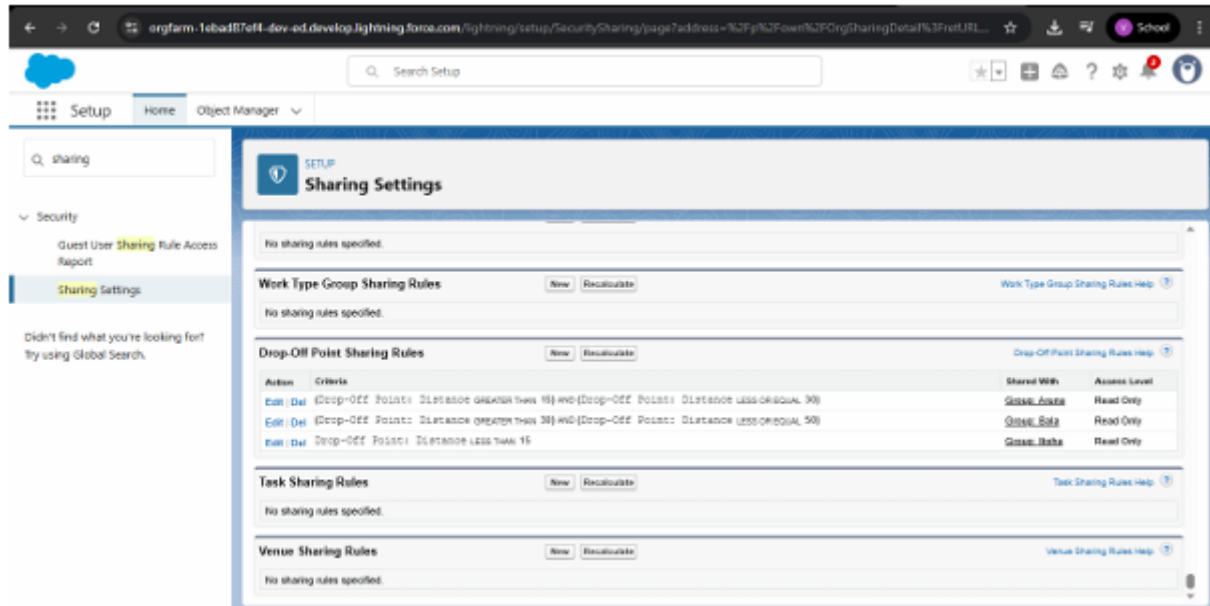 orgfarm-1ebad87ef4-dev-ed.develop.lightning.force.com/lightning/setup/SecuritySharing/page?address=%2Fp%2Fown%2FOrgSharingDetail%3FretURL...
School
Search Setup
Setup
Home
Object Manager
sharing
SETUP
Sharing Settings
Security
Guest User Sharing Rule Access
Report
Sharing Settings
Didn't find what you're looking for?
Try using Global Search.
No sharing rules specified.
Work Type Group Sharing Rules New Recalculate Work Type Group Sharing Rules Help ?
No sharing rules specified.
Drop-Off Point Sharing Rules New Recalculate Drop-Off Point Sharing Rules Help ?
Action Criteria Shared With Access Level
Edit | Del (Drop-Off Point: Distance GREATER THAN 15) AND (Drop-Off Point: Distance LESS OR EQUAL 30) Group: Read Only
Edit | Del (Drop-Off Point: Distance GREATER THAN 30) AND (Drop-Off Point: Distance LESS OR EQUAL 50) Group: Bala Read Only
Edit | Del Drop-Off Point: Distance LESS THAN 15 Group: Read Only
Task Sharing Rules New Recalculate Task Sharing Rules Help ?
No sharing rules specified.
Venue Sharing Rules New Recalculate Venue Sharing Rules Help ?
No sharing rules specified.